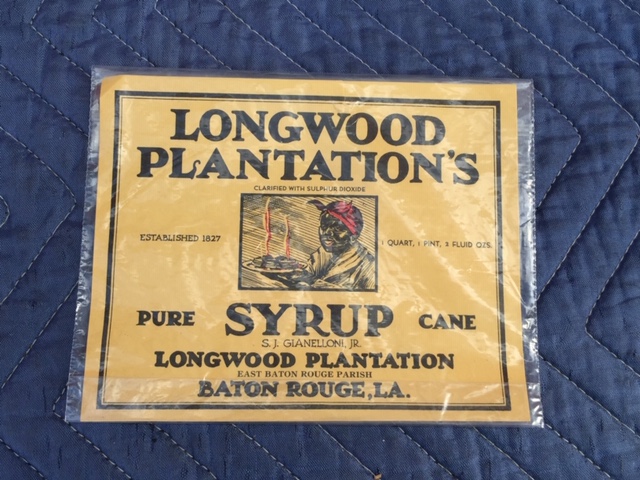 LONGWOOD
PLANTATION'S
CLARIFIED WITH SULPHUR DIOXIDE
ESTABLISHED 1827
1 QUART, 1 PINT, 3 FLUID OZS.
PURE SYRUP CANE
S. J. GIANELLONI, JR.
LONGWOOD PLANTATION
EAST BATON ROUGE PARISH
BATON ROUGE, LA.